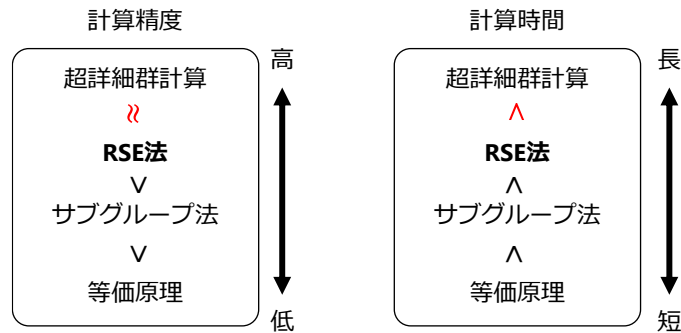 計算精度
超詳細群計算
≈
RSE法
∨
サブグループ法
∨
等価原理
高
低
計算時間
超詳細群計算
∧
RSE法
∧
サブグループ法
∧
等価原理
長
短